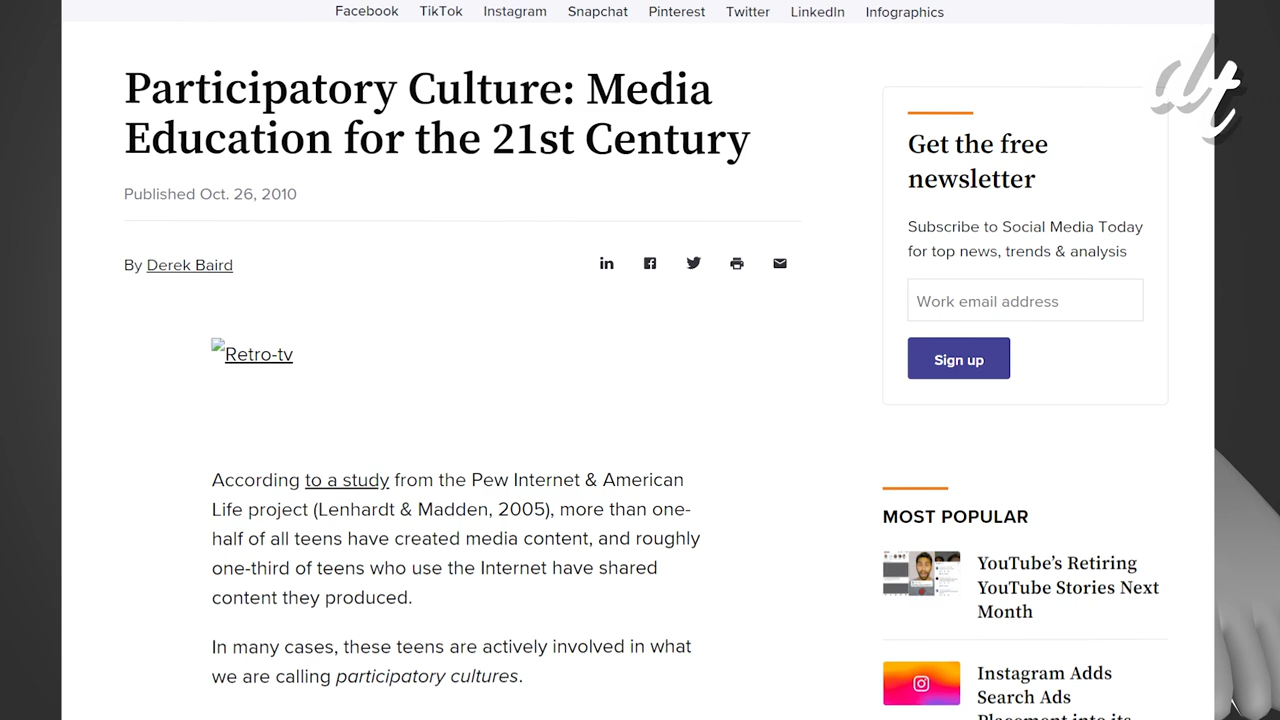 Facebook TikTok Instagram Snapchat Pinterest Twitter LinkedIn Infographics
Participatory Culture: Media
Education for the 21st Century
Published Oct. 26, 2010
By Derek Baird
Retro-tv
According to a study from the Pew Internet & American
Life project (Lenhardt & Madden, 2005), more than one-
half of all teens have created media content, and roughly
one-third of teens who use the Internet have shared
content they produced.
In many cases, these teens are actively involved in what
we are calling participatory cultures.
dt
Get the free
newsletter
Subscribe to Social Media Today
for top news, trends & analysis
Work email address
Sign up
MOST POPULAR
YouTube's Retiring
YouTube Stories Next
Month
Instagram Adds
Search Ads
Placement into its